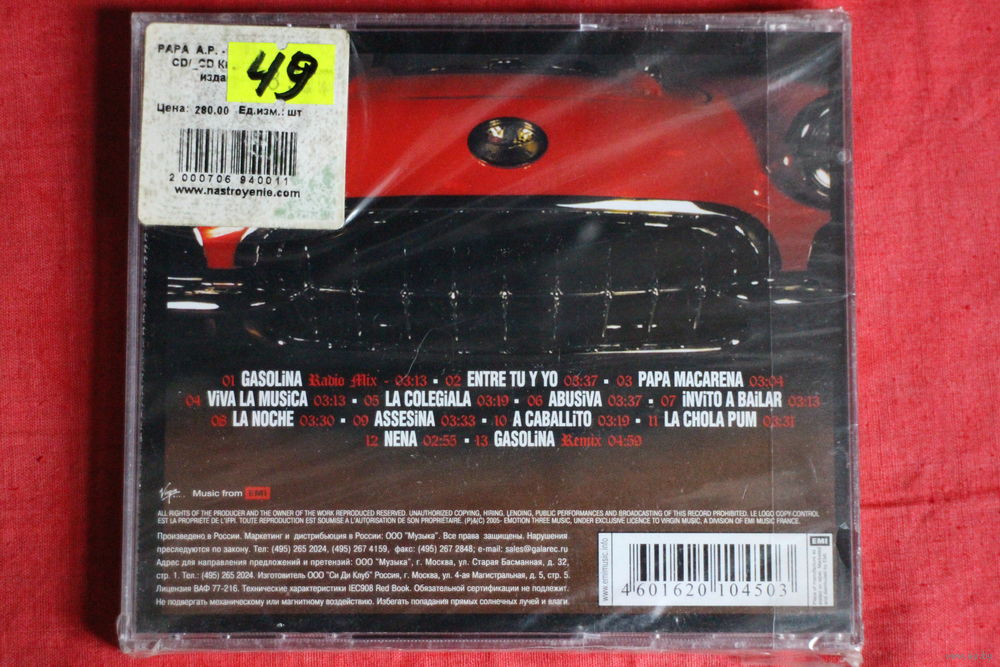 PAPA A.P. -
CD/_CD
изда
49
Цена: 280.00 Ед.изм.: шт
2 000706 940011
www.nastroyenie.com
01 GASOLiNA Radio Mix - 03:13 ▪ 02 ENTRE TU Y YO 03:37 ▪ 03 PAPA MACARENA 03:04
04 ViVA LA MUSiCA 03:13 ▪ 05 LA COLEGiALA 03:19 ▪ 06 ABUSiVA 03:37 ▪ 07 iNViTO A BAiLAR 03:13
08 LA NOCHE 03:30 ▪ 09 ASSESiNA 03:33 ▪ 10 A CABALLiTO 03:19 ▪ 11 LA CHOLA PUM 03:31
12 NENA 02:55 ▪ 13 GASOLiNA Remix 04:59
Virgin Music from EMI
ALL RIGHTS OF THE PRODUCER AND THE OWNER OF THE WORK REPRODUCED RESERVED. UNAUTHORIZED COPYING, HIRING, LENDING, PUBLIC PERFORMANCES AND BROADCASTING OF THIS RECORD PROHIBITED. LE LOGO COPY-CONTROL
EST LA PROPRIÉTÉ DE L'IFPI. TOUTE REPRODUCTION EST SOUMISE A L'AUTORISATION DE SON PROPRIÉTAIRE. (P)&(C) 2005- EMOTION THREE MUSIC, UNDER EXCLUSIVE LICENCE TO VIRGIN MUSIC, A DIVISION OF EMI MUSIC FRANCE.
Произведено в России. Маркетинг и дистрибьюция в России: ООО "Музыка". Все права защищены. Нарушения
преследуются по закону. Тел: (495) 265 2024, (495) 267 4159, факс: (495) 267 2848; e-mail: sales@galarec.ru
Адрес для направления предложений и претензий: ООО "Музыка", г. Москва, ул. Старая Басманная, д. 32,
стр. 1. Тел.: (495) 265 2024. Изготовитель ООО "Си Ди Клуб" Россия, г. Москва, ул. 4-ая Магистральная, д. 5, стр. 5.
Лицензия ВАФ 77-216. Технические характеристики IEC908 Red Book. Обязательной сертификации не подлежит.
Не подвергать механическому или магнитному воздействию. Избегать попадания прямых солнечных лучей и влаги.
www.emimusic.info
4 601620 104503
EMI